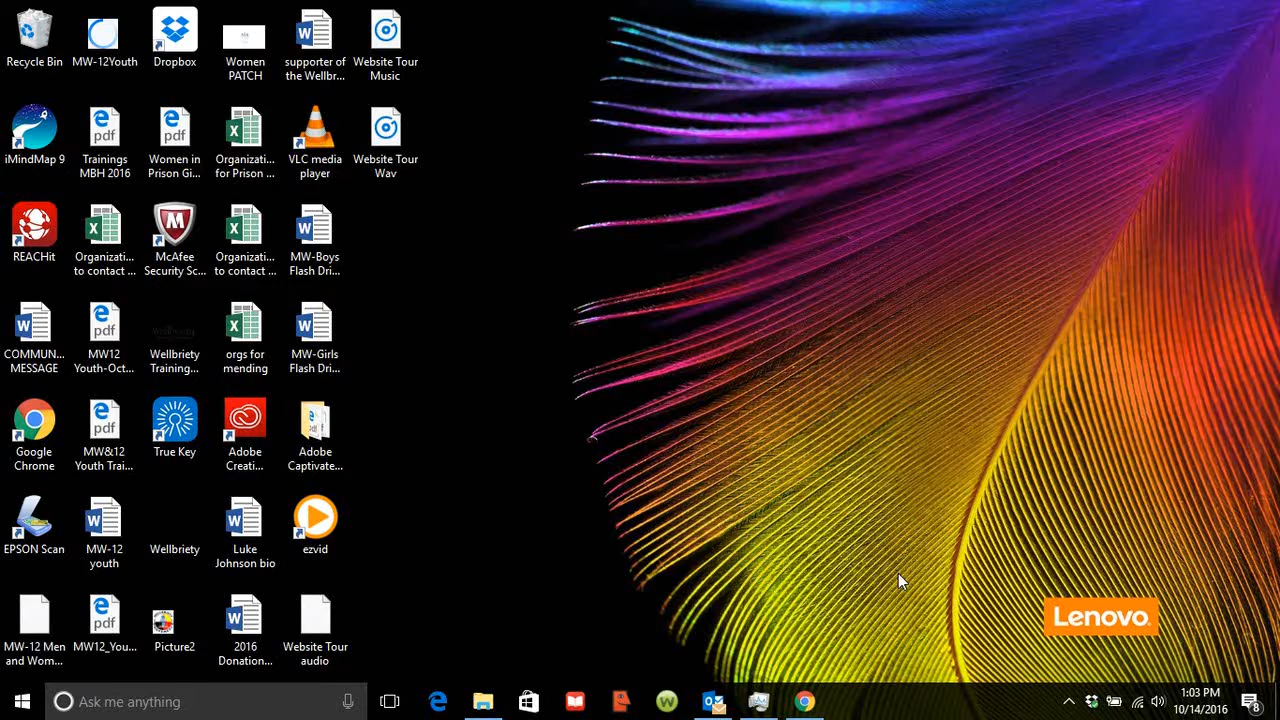 Recycle Bin
MW-12Youth
Dropbox
Women
PATCH
supporter of
the Wellbr...
Website Tour
Music
iMindMap 9
Trainings
MBH 2016
Women in
Prison Gi...
Organizati...
for Prison ...
VLC media
player
Website Tour
Wav
REACHit
Organizati...
to contact ...
McAfee
Security Sc...
Organizati...
to contact ...
MW-Boys
Flash Dri...
COMMUN...
MESSAGE
MW12
Youth-Oct...
Wellbriety
Training...
orgs for
mending
MW-Girls
Flash Dri...
Google
Chrome
MW&12
Youth Trai...
True Key
Adobe
Creati...
Adobe
Captivate...
EPSON Scan
MW-12
youth
Wellbriety
Luke
Johnson bio
ezvid
MW-12 Men
and Wom...
MW12_You...
Picture2
2016
Donation...
Website Tour
audio
Lenovo
Ask me anything
1:03 PM
10/14/2016
8